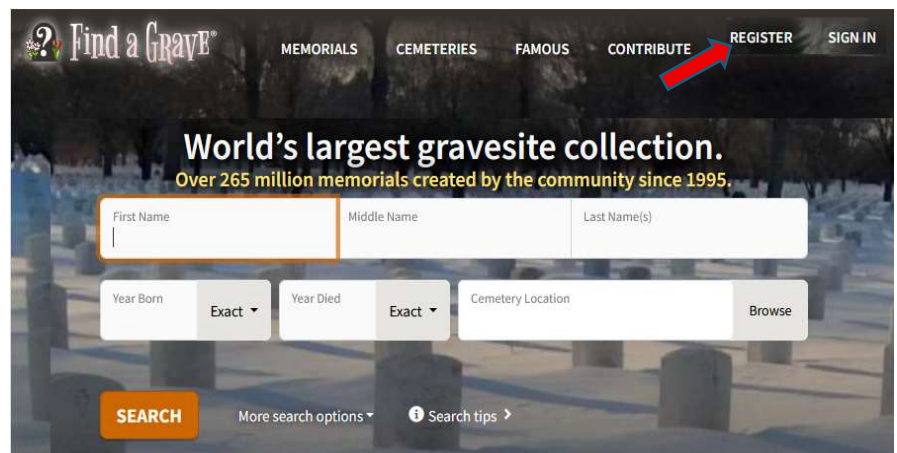 Find a Grave®
MEMORIALS CEMETERIES FAMOUS CONTRIBUTE REGISTER SIGN IN
World's largest gravesite collection.
Over 265 million memorials created by the community since 1995.
First Name Middle Name Last Name(s)
Year Born Exact Year Died Exact Cemetery Location Browse
SEARCH More search options Search tips